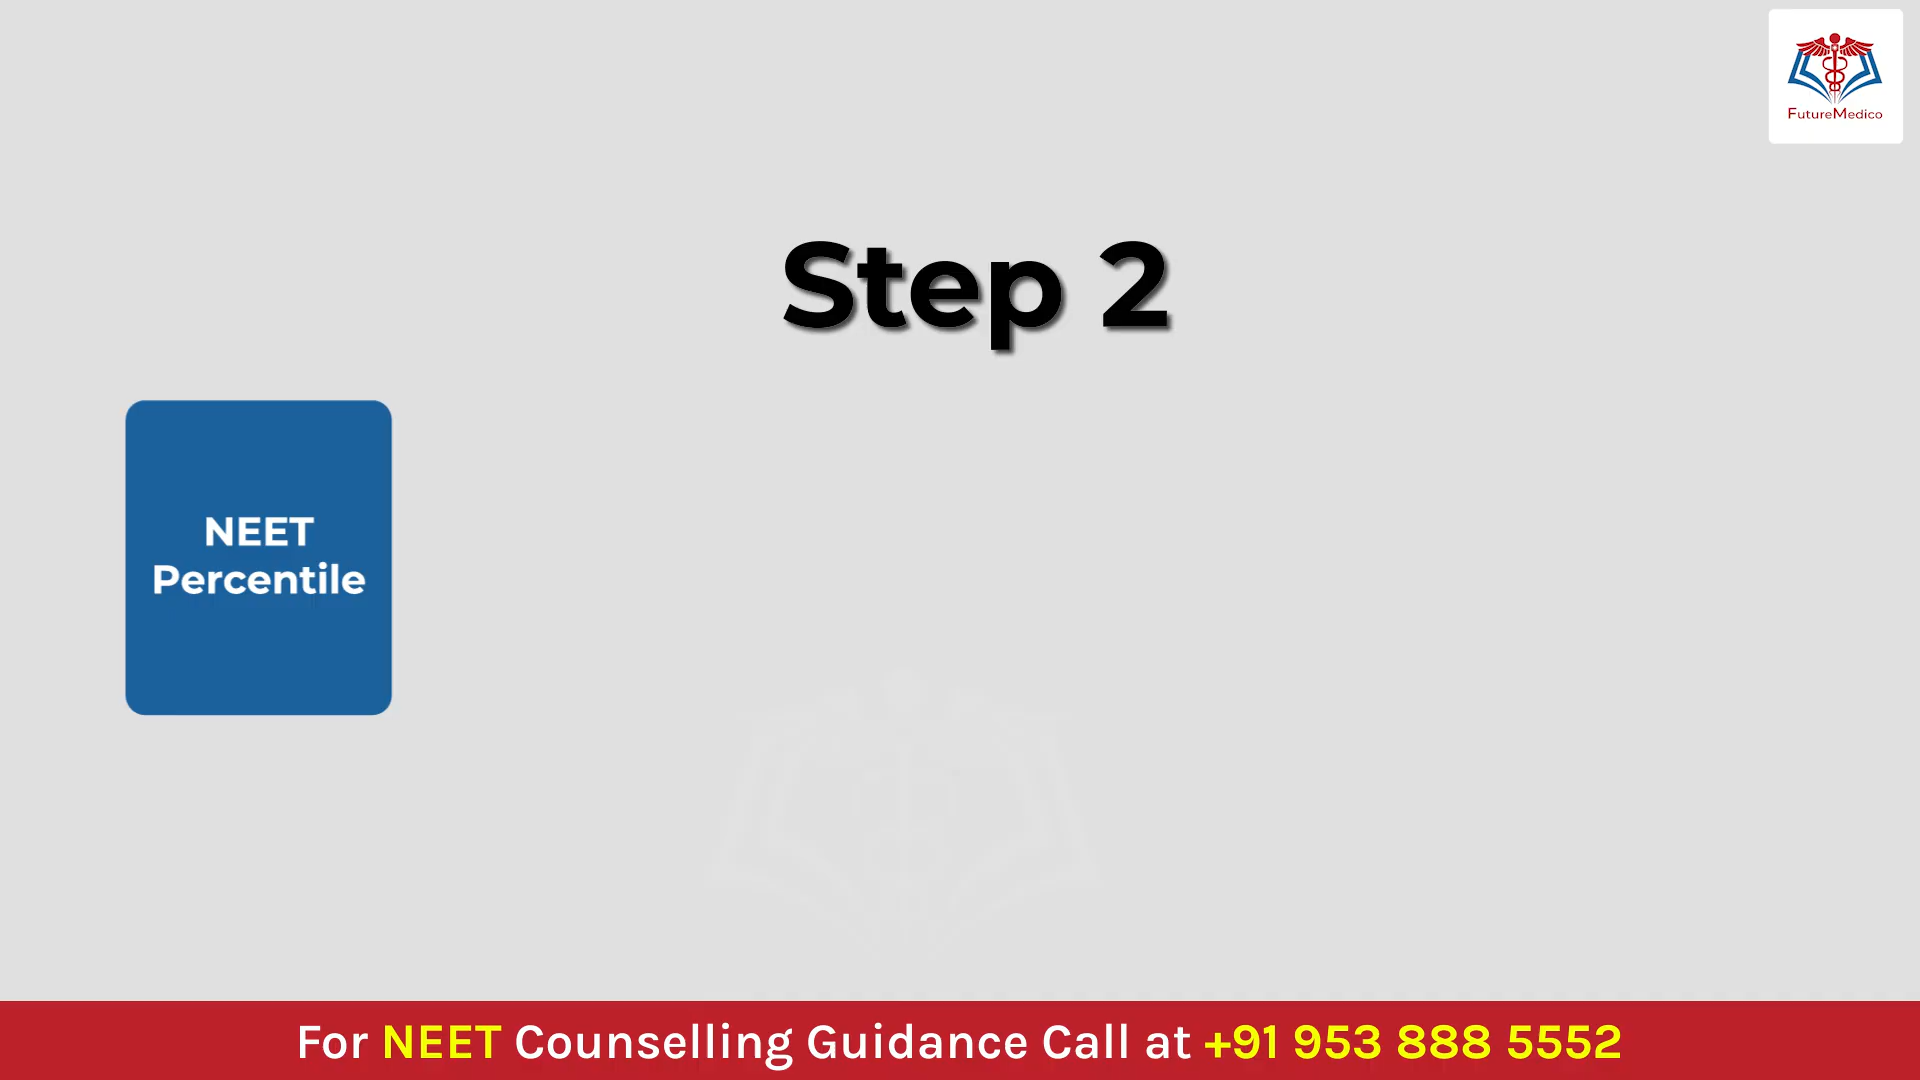 FutureMedico
Step 2
NEET
Percentile
For NEET Counselling Guidance Call at +91 953 888 5552